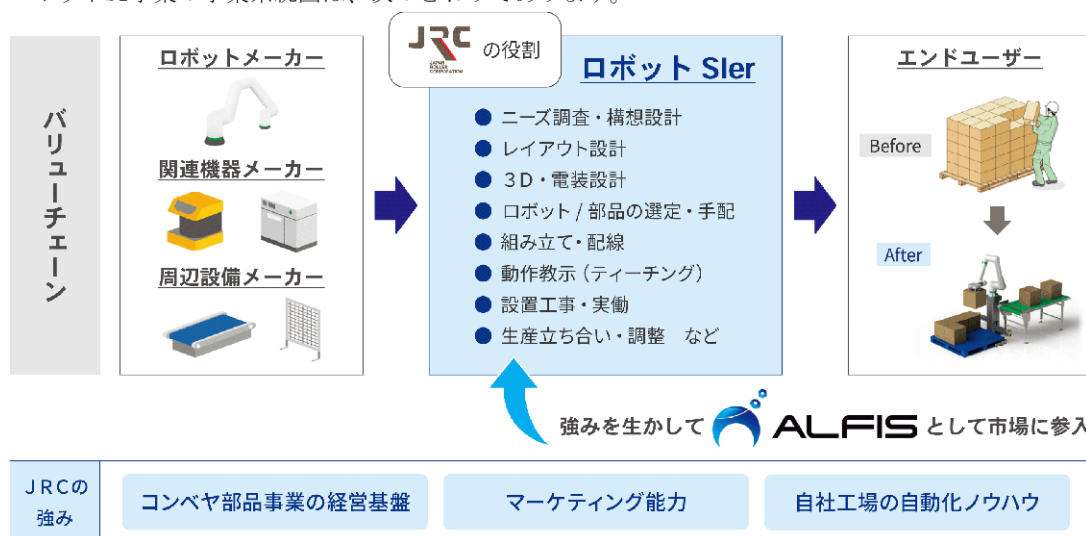 JRC
JAPAN
ROLLER
CORPORATION
の役割
バリューチェーン
ロボットメーカー
関連機器メーカー
周辺設備メーカー
ロボット SIer
● ニーズ調査・構想設計
● レイアウト設計
● 3D・電装設計
● ロボット / 部品の選定・手配
● 組み立て・配線
● 動作教示（ティーチング）
● 設置工事・実働
● 生産立ち合い・調整 など
エンドユーザー
Before
After
強みを生かして ALFIS として市場に参入
JRCの
強み
コンベヤ部品事業の経営基盤
マーケティング能力
自社工場の自動化ノウハウ